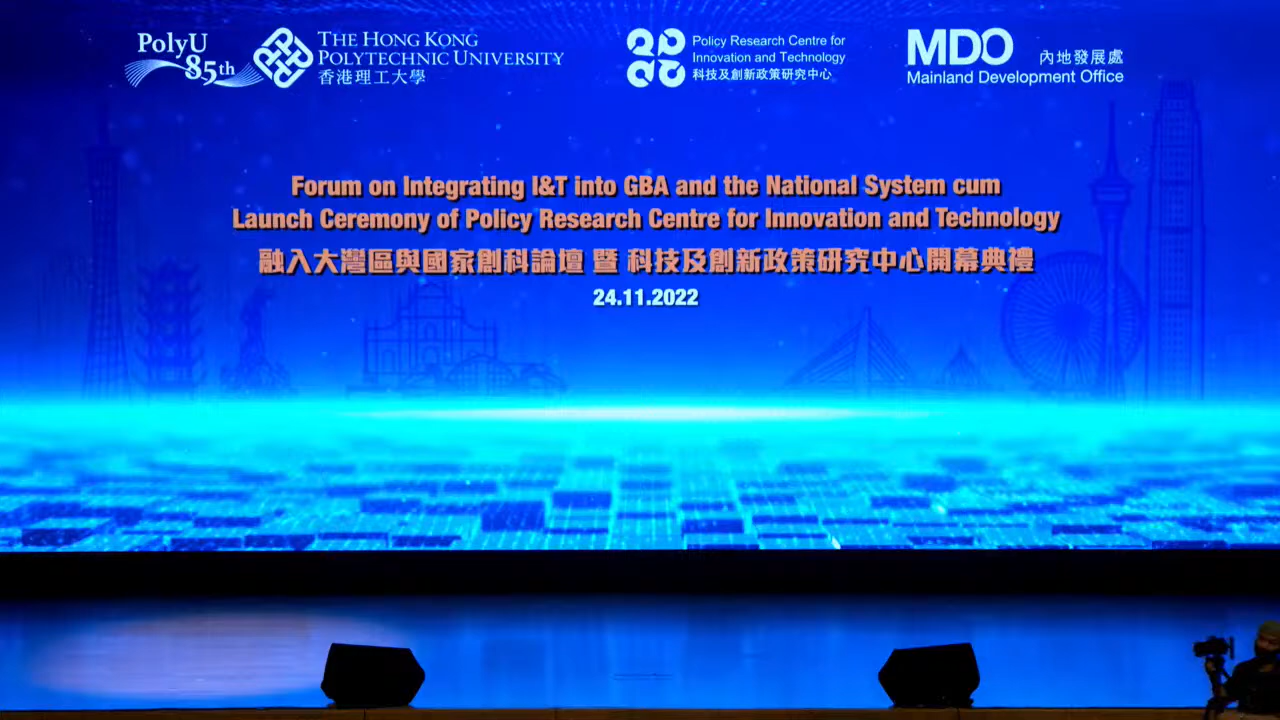 PolyU
85th
THE HONG KONG
POLYTECHNIC UNIVERSITY
香港理工大學
Policy Research Centre for
Innovation and Technology
科技及創新政策研究中心
MDO 內地發展處
Mainland Development Office
Forum on Integrating I&T into GBA and the National System cum
Launch Ceremony of Policy Research Centre for Innovation and Technology
融入大灣區與國家創科論壇 暨 科技及創新政策研究中心開幕典禮
24.11.2022